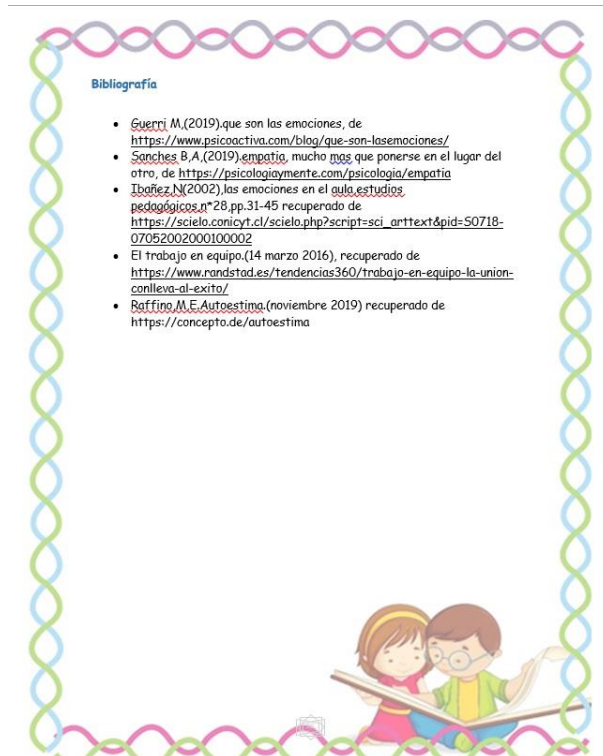 Bibliografía
• Guerri M,(2019).que son las emociones, de
https://www.psicoactiva.com/blog/que-son-lasemociones/
• Sanches B,A,(2019).empatia, mucho mas que ponerse en el lugar del
otro, de https://psicologiaymente.com/psicologia/empatia
• Ibañez,N(2002),las emociones en el aula,estudios
pedagógicos,n°28,pp.31-45 recuperado de
https://scielo.conicyt.cl/scielo.php?script=sci_arttext&pid=S0718-
07052002000100002
• El trabajo en equipo.(14 marzo 2016), recuperado de
https://www.randstad.es/tendencias360/trabajo-en-equipo-la-union-
conlleva-al-exito/
• Raffino,M,E,Autoestima.(noviembre 2019) recuperado de
https://concepto.de/autoestima